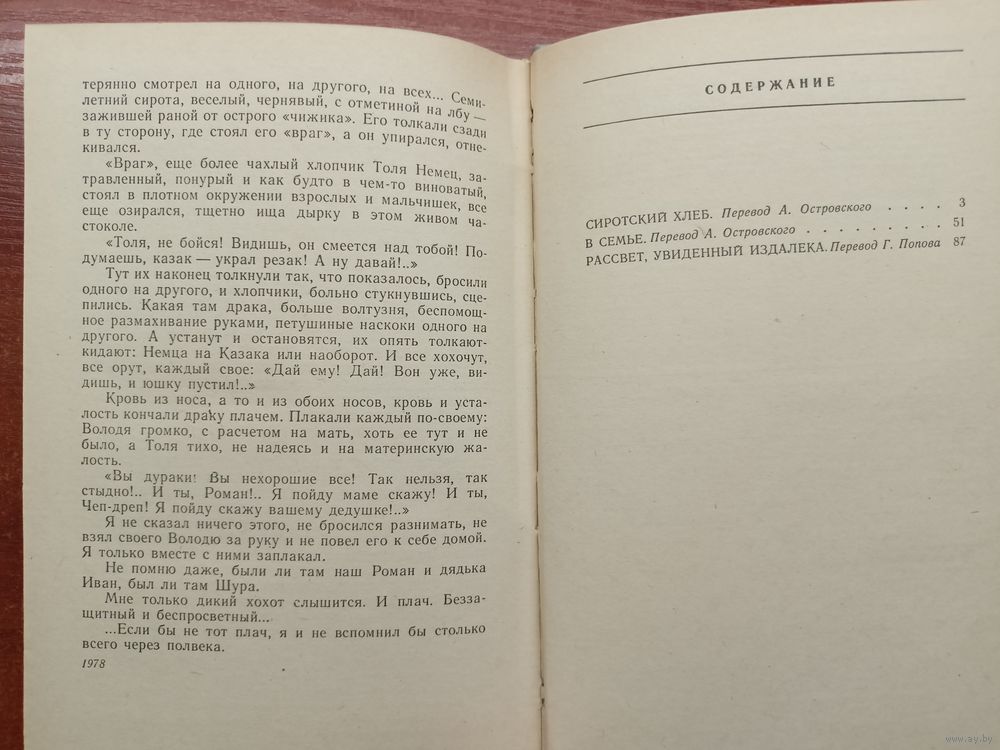 терянно смотрел на одного, на другого, на всех... Семи-
летний сирота, веселый, чернявый, с отметиной на лбу —
зажившей раной от острого «чижика». Его толкали сзади
в ту сторону, где стоял его «враг», а он упирался, отне-
кивался.
«Враг», еще более чахлый хлопчик Толя Немец, за-
травленный, понурый и как будто в чем-то виноватый,
стоял в плотном окружении взрослых и мальчишек, все
еще озирался, тщетно ища дырку в этом живом ча-
стоколе.
«Толя, не бойся! Видишь, он смеется над тобой! По-
думаешь, казак — украл резак! А ну давай!..»
Тут их наконец толкнули так, что показалось, бросили
одного на другого, и хлопчики, больно стукнувшись, сце-
пились. Какая там драка, больше волтузня, беспомощ-
ное размахивание руками, петушиные наскоки одного на
другого. А устанут и остановятся, их опять толкают-
кидают: Немца на Казака или наоборот. И все хохочут,
все орут, каждый свое: «Дай ему! Дай! Вон уже, ви-
дишь, и юшку пустил!..»
Кровь из носа, а то и из обоих носов, кровь и уста-
лость кончали драку плачем. Плакали каждый по-своему:
Володя громко, с расчетом на мать, хоть ее тут и не
было, а Толя тихо, не надеясь и на материнскую жа-
лость.
«Вы дураки! Вы нехорошие все! Так нельзя, так
стыдно!.. И ты, Роман!.. Я пойду маме скажу! И ты,
Чеп-дреп! Я пойду скажу вашему дедушке!..»
Я не сказал ничего этого, не бросился разнимать, не
взял своего Володю за руку и не повел его к себе домой.
Я только вместе с ними заплакал.
Не помню даже, были ли там наш Роман и дядька
Иван, был ли там Шура.
Мне только дикий хохот слышится. И плач. Безза-
щитный и беспросветный...
...Если бы не тот плач, я и не вспомнил бы столько
всего через полвека.
1978
СОДЕРЖАНИЕ
СИРОТСКИЙ ХЛЕБ. Перевод А. Островского . . . . 3
В СЕМЬЕ. Перевод А. Островского . . . . . . . . . 51
РАССВЕТ, УВИДЕННЫЙ ИЗДАЛЕКА. Перевод Г. Попова 87
www.ay.by